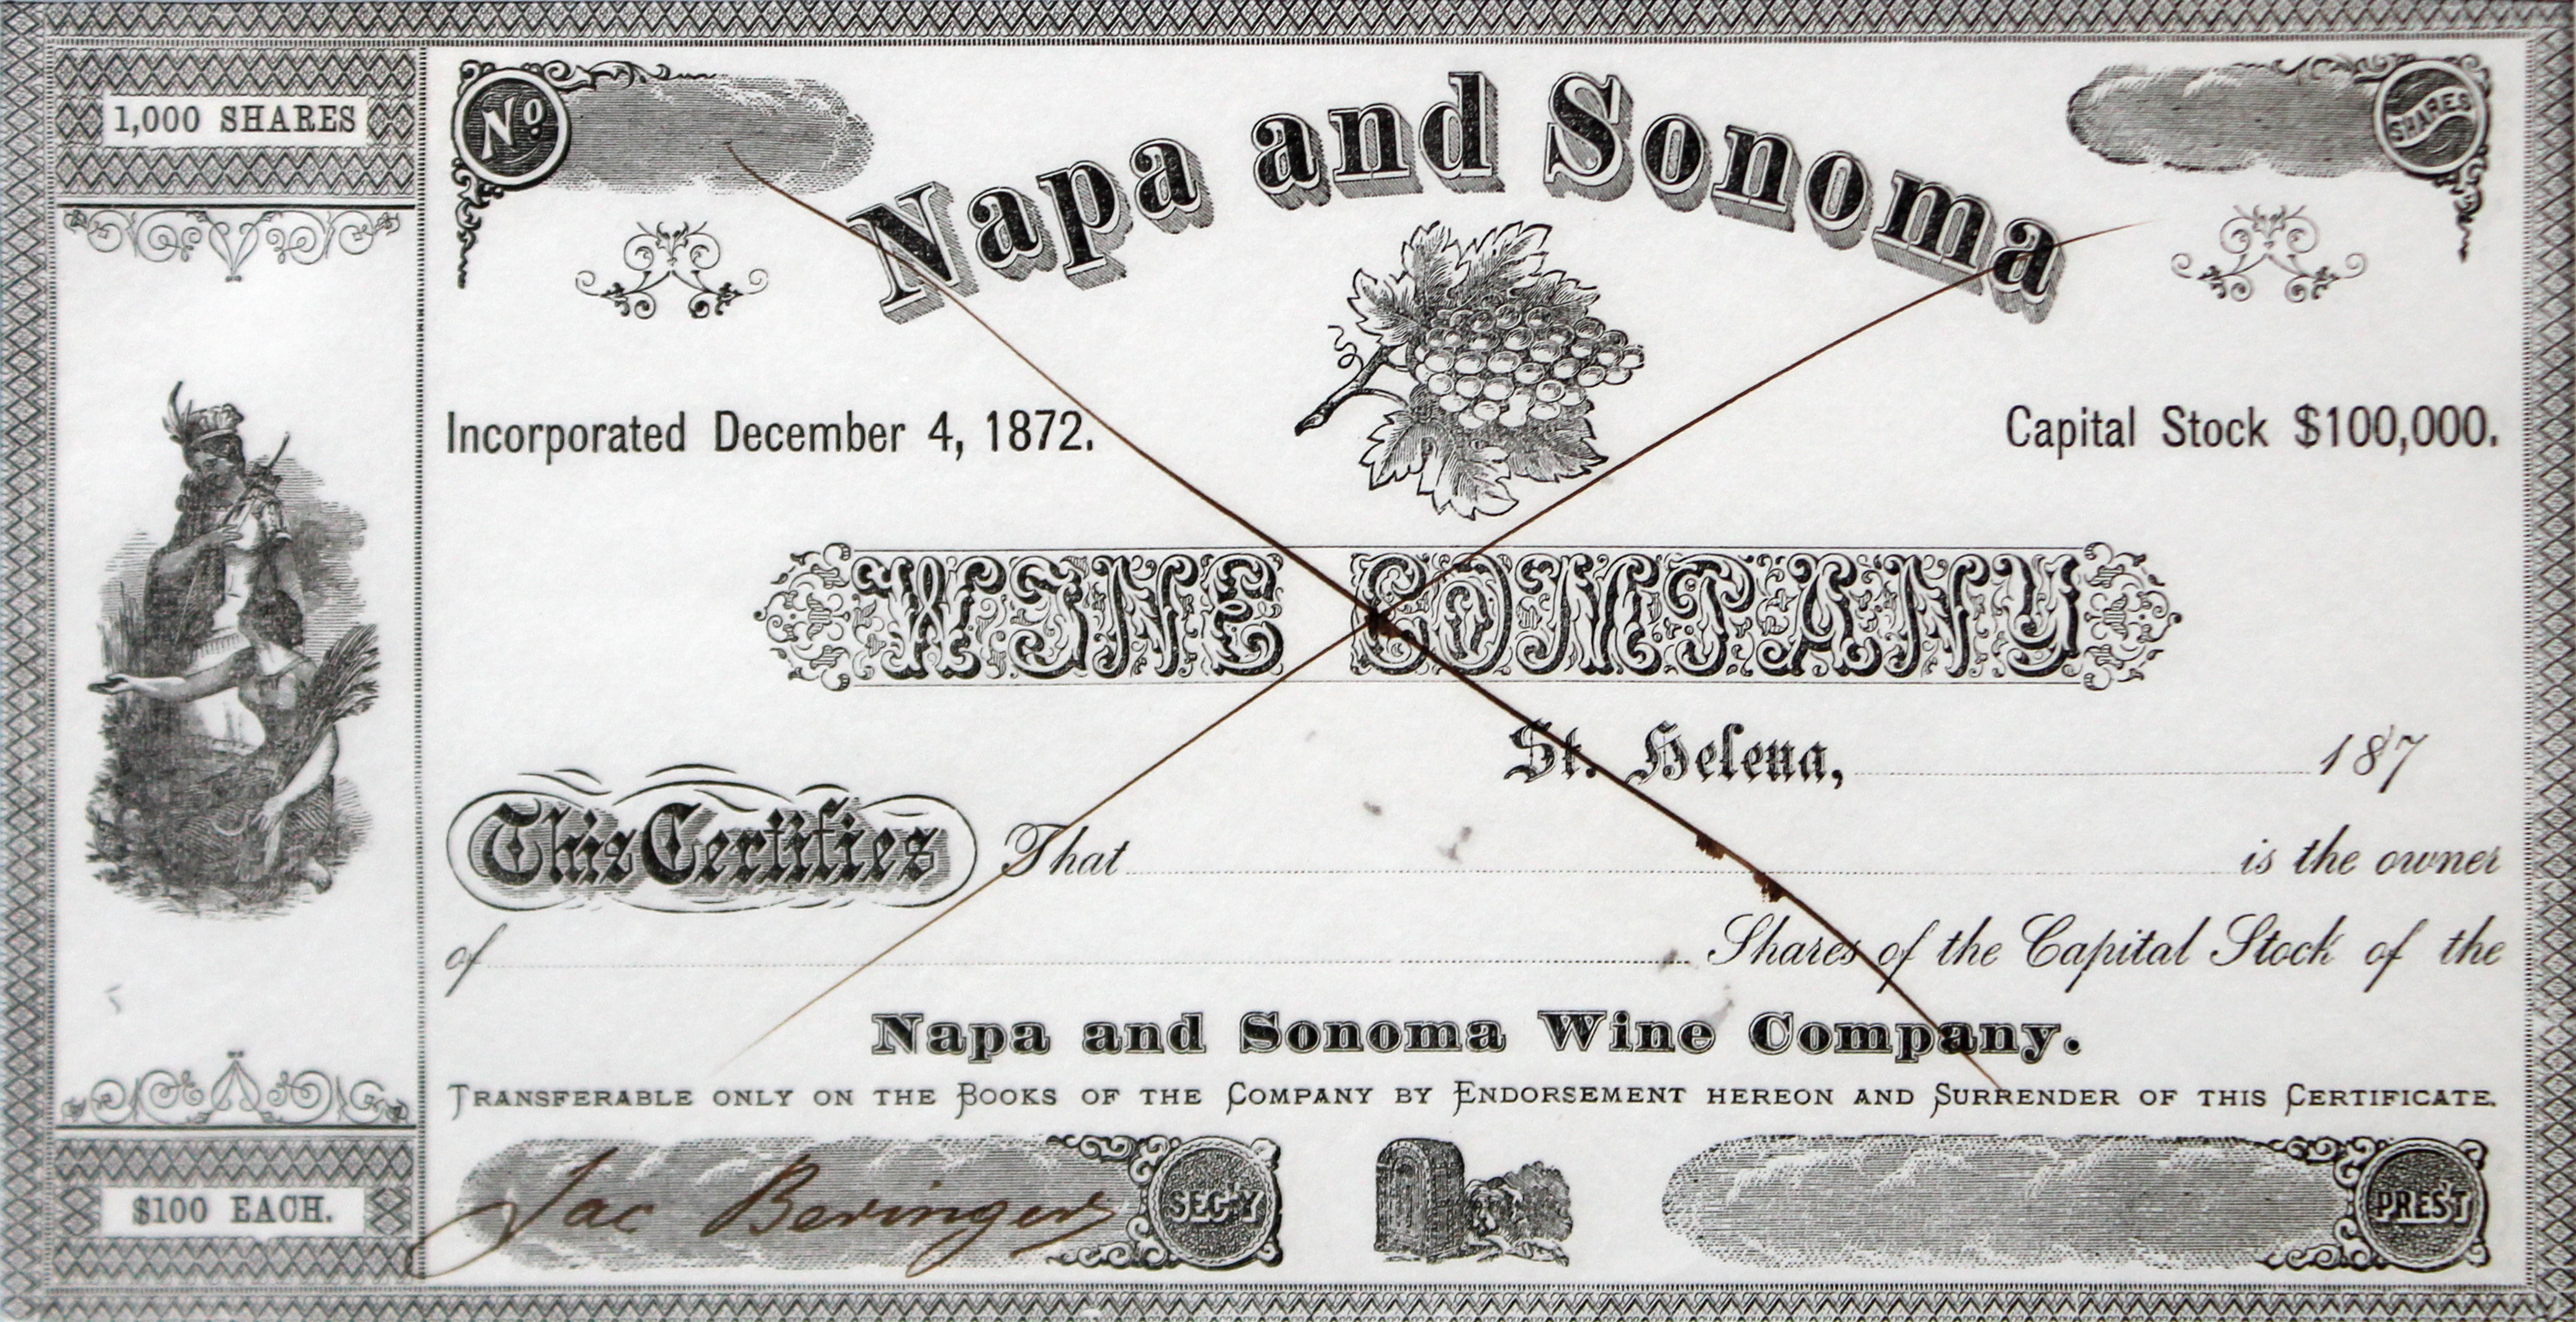 1,000 SHARES
No
SHARES
Napa and Sonoma
Incorporated December 4, 1872.
Capital Stock $100,000.
WINE COMPANY
St. Helena, 187
This Certifies That is the owner
of Shares of the Capital Stock of the
Napa and Sonoma Wine Company.
TRANSFERABLE ONLY ON THE BOOKS OF THE COMPANY BY ENDORSEMENT HEREON AND SURRENDER OF THIS CERTIFICATE.
$100 EACH.
Jac Beringer
SEC'Y
PRES'T